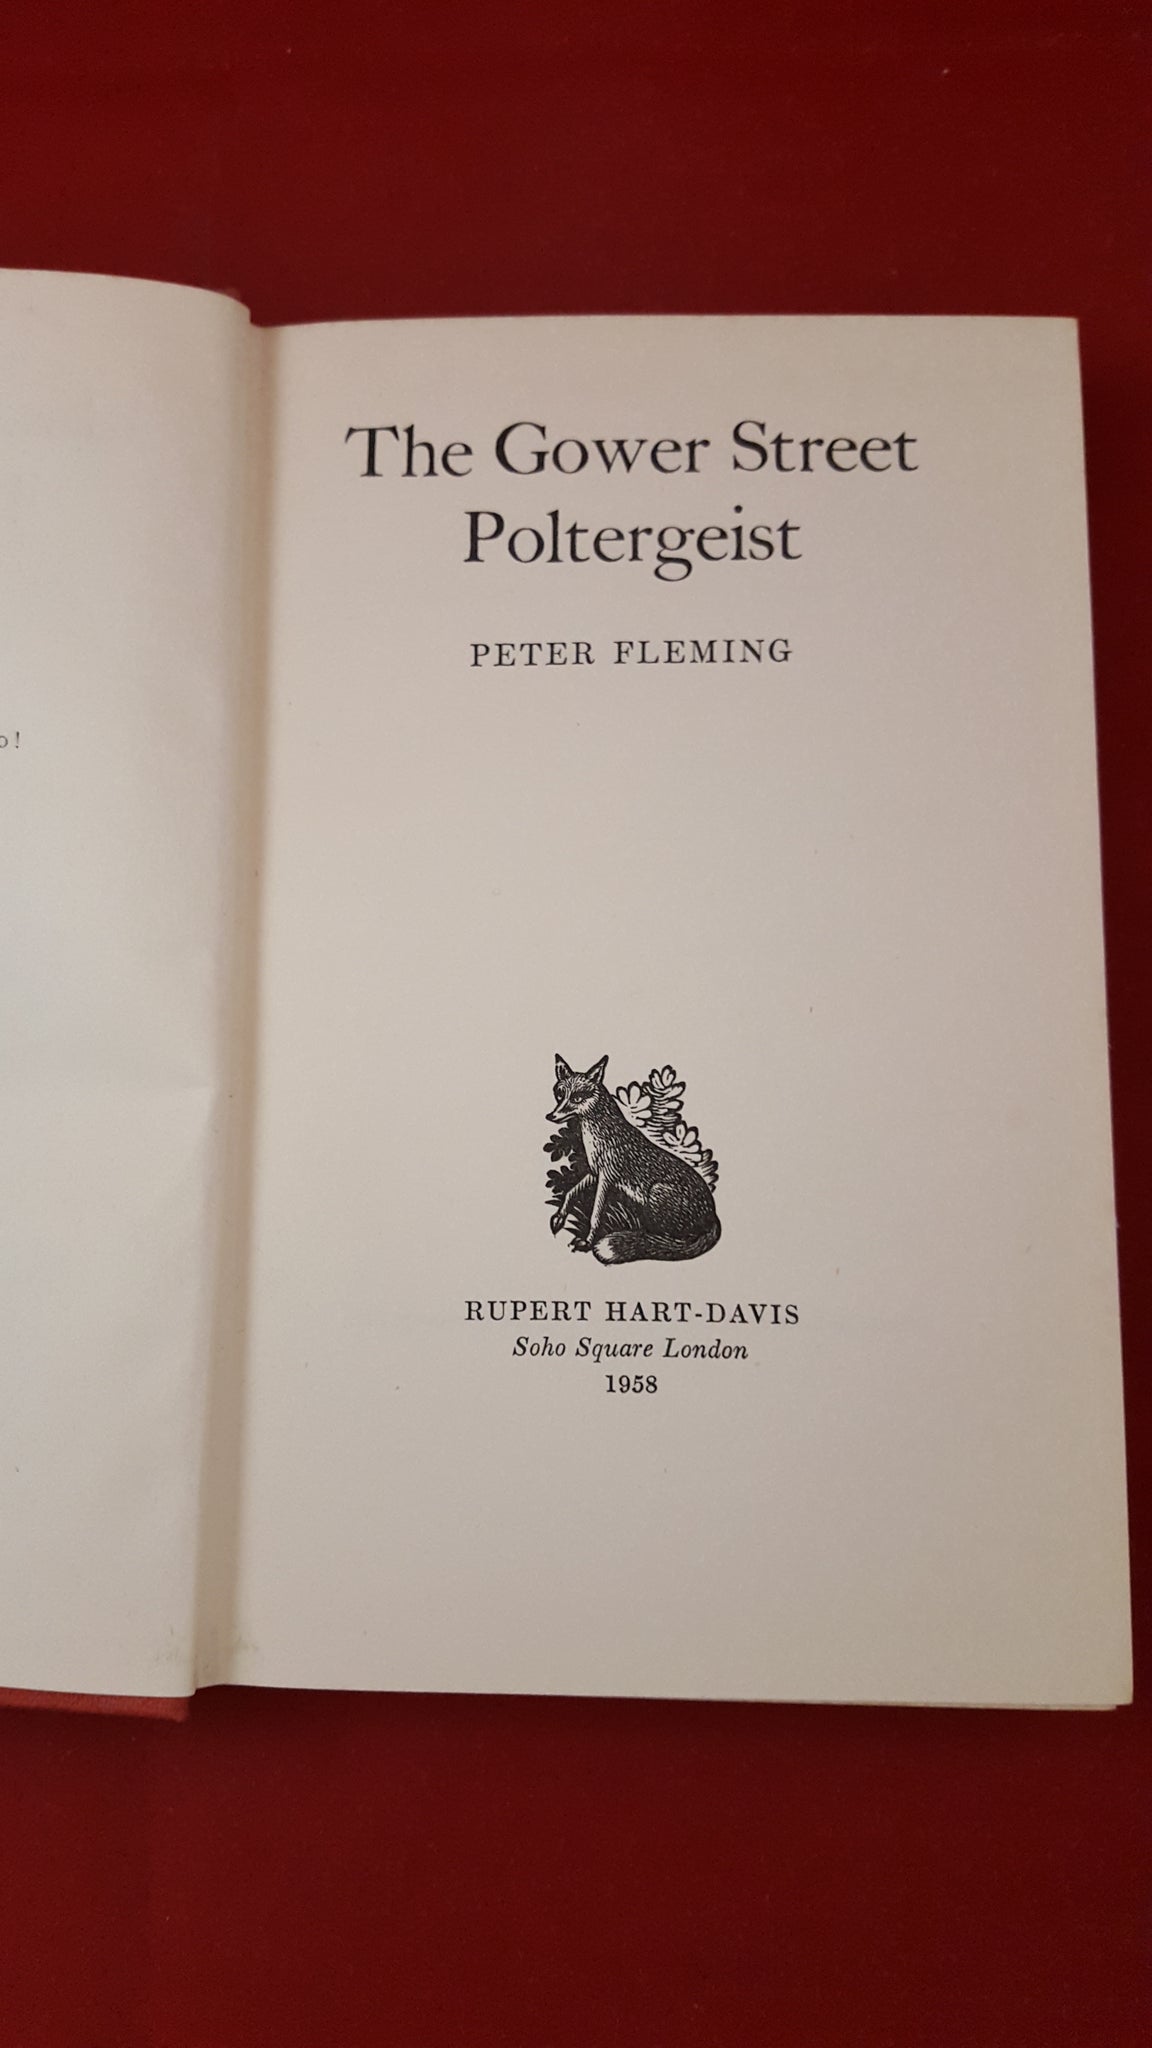 The Gower Street
Poltergeist
PETER FLEMING
RUPERT HART-DAVIS
Soho Square London
1958